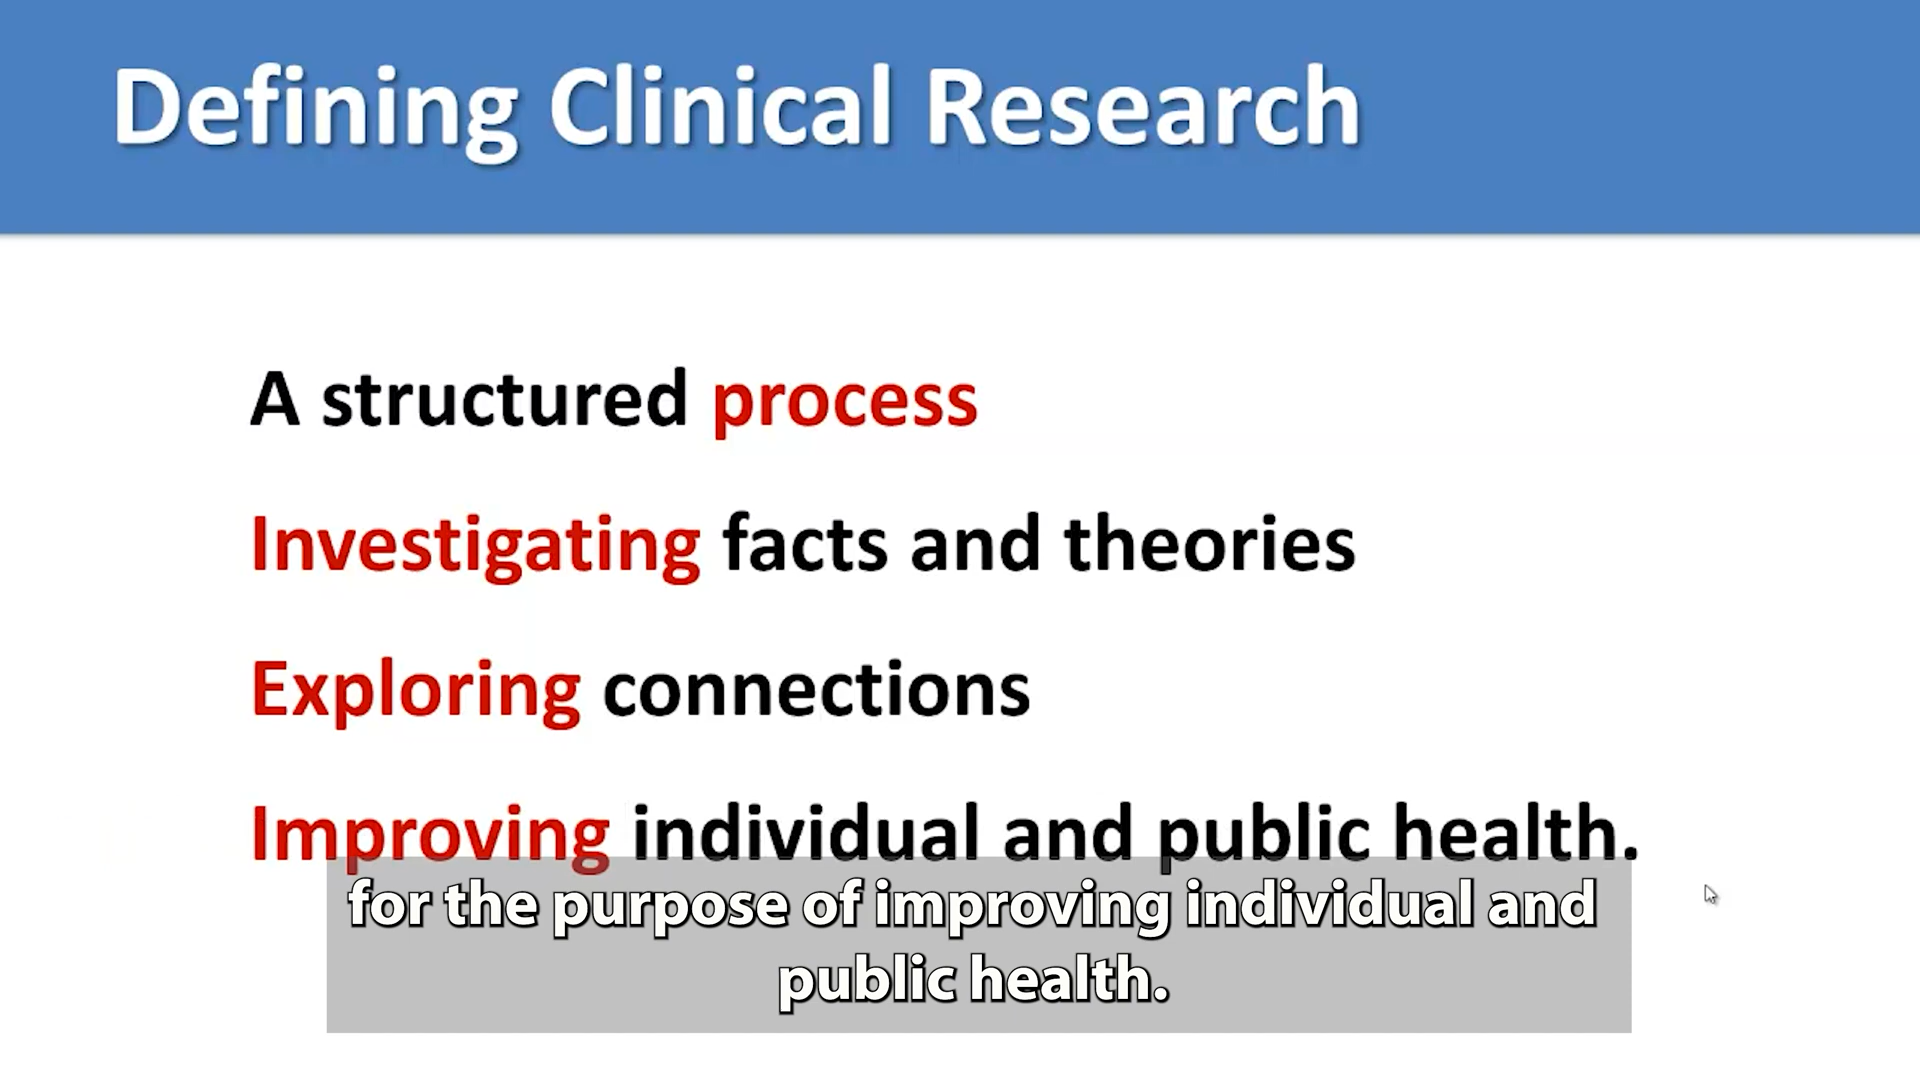 Defining Clinical Research
A structured process
Investigating facts and theories
Exploring connections
Improving individual and public health.
for the purpose of improving individual and
public health.